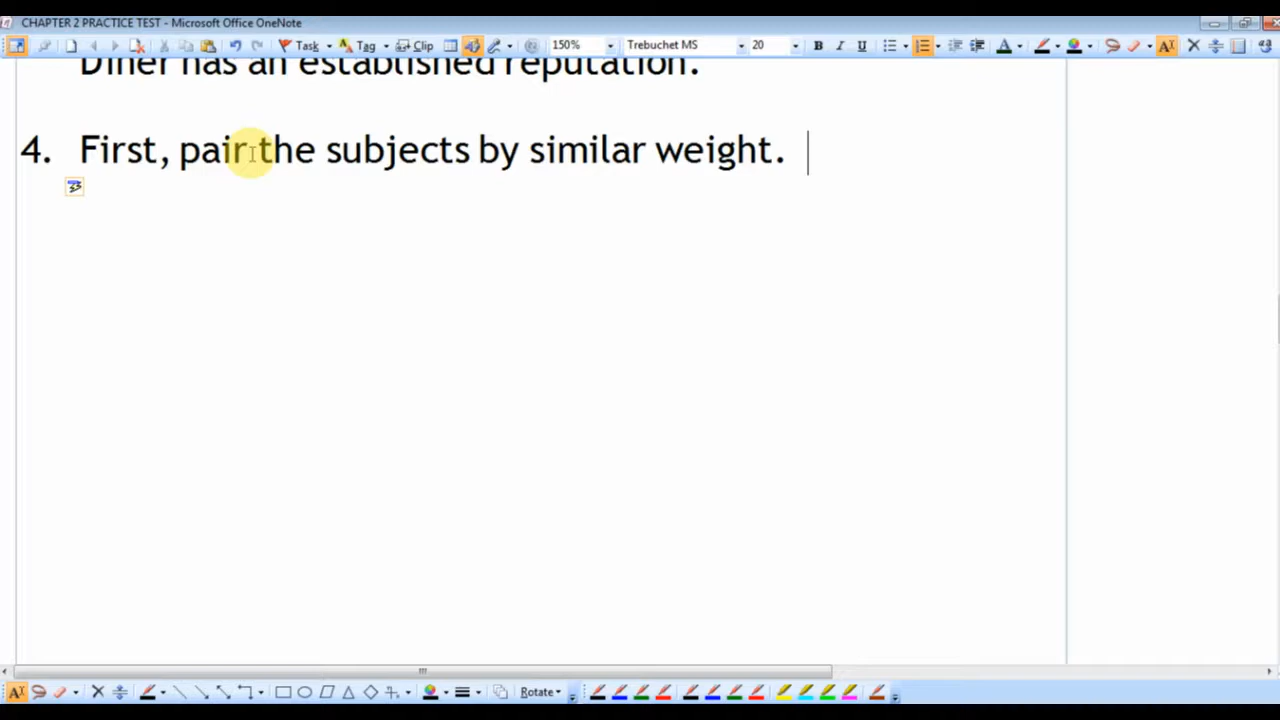 CHAPTER 2 PRACTICE TEST - Microsoft Office OneNote
Task Tag Clip 150% Trebuchet MS 20 B I U
Diner has an established reputation.
4. First, pair the subjects by similar weight.
Rotate